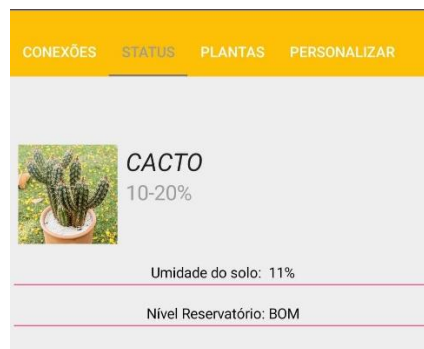 CONEXÕES STATUS PLANTAS PERSONALIZAR
CACTO
10-20%
Umidade do solo: 11%
Nível Reservatório: BOM